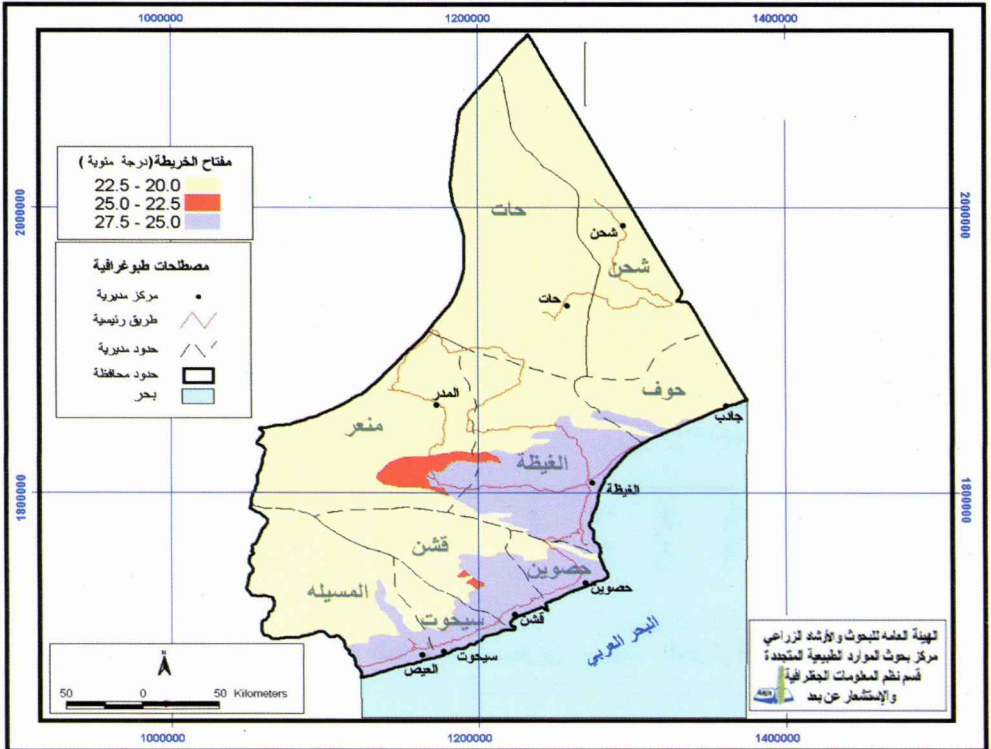 1000000
1200000
1400000
مفتاح الخريطة (درجة مئوية)
22.5 - 20.0
25.0 - 22.5
27.5 - 25.0
مصطلحات طبوغرافية
مركز مديرية
طريق رئيسية
حدود مديرية
حدود محافظة
بحر
2000000
2000000
حات
شحن
شحن
حات
حوف
جادب
المدر
منعر
الغيظة
الغيظة
1800000
1800000
قشن
حصوين
حصوين
المسيله
سيحوت
قشن
سيحوت
العيص
البحر العربي
N
50 0 50 Kilometers
الهيئة العامه للبحوث والأرشاد الزراعي
مركز بحوث الموارد الطبيعية المتجددة
قسم نظم المعلومات الجغرافية
والإستشعار عن بعد
1000000
1200000
1400000